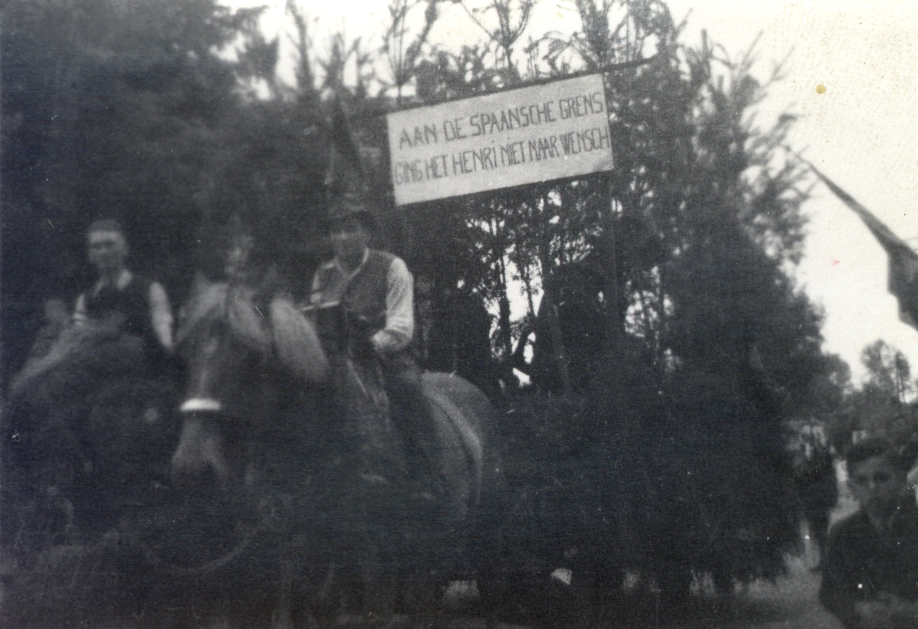 AAN DE SPAANSCHE GRENS
GING HET HENRI NIET NAAR WENSCH